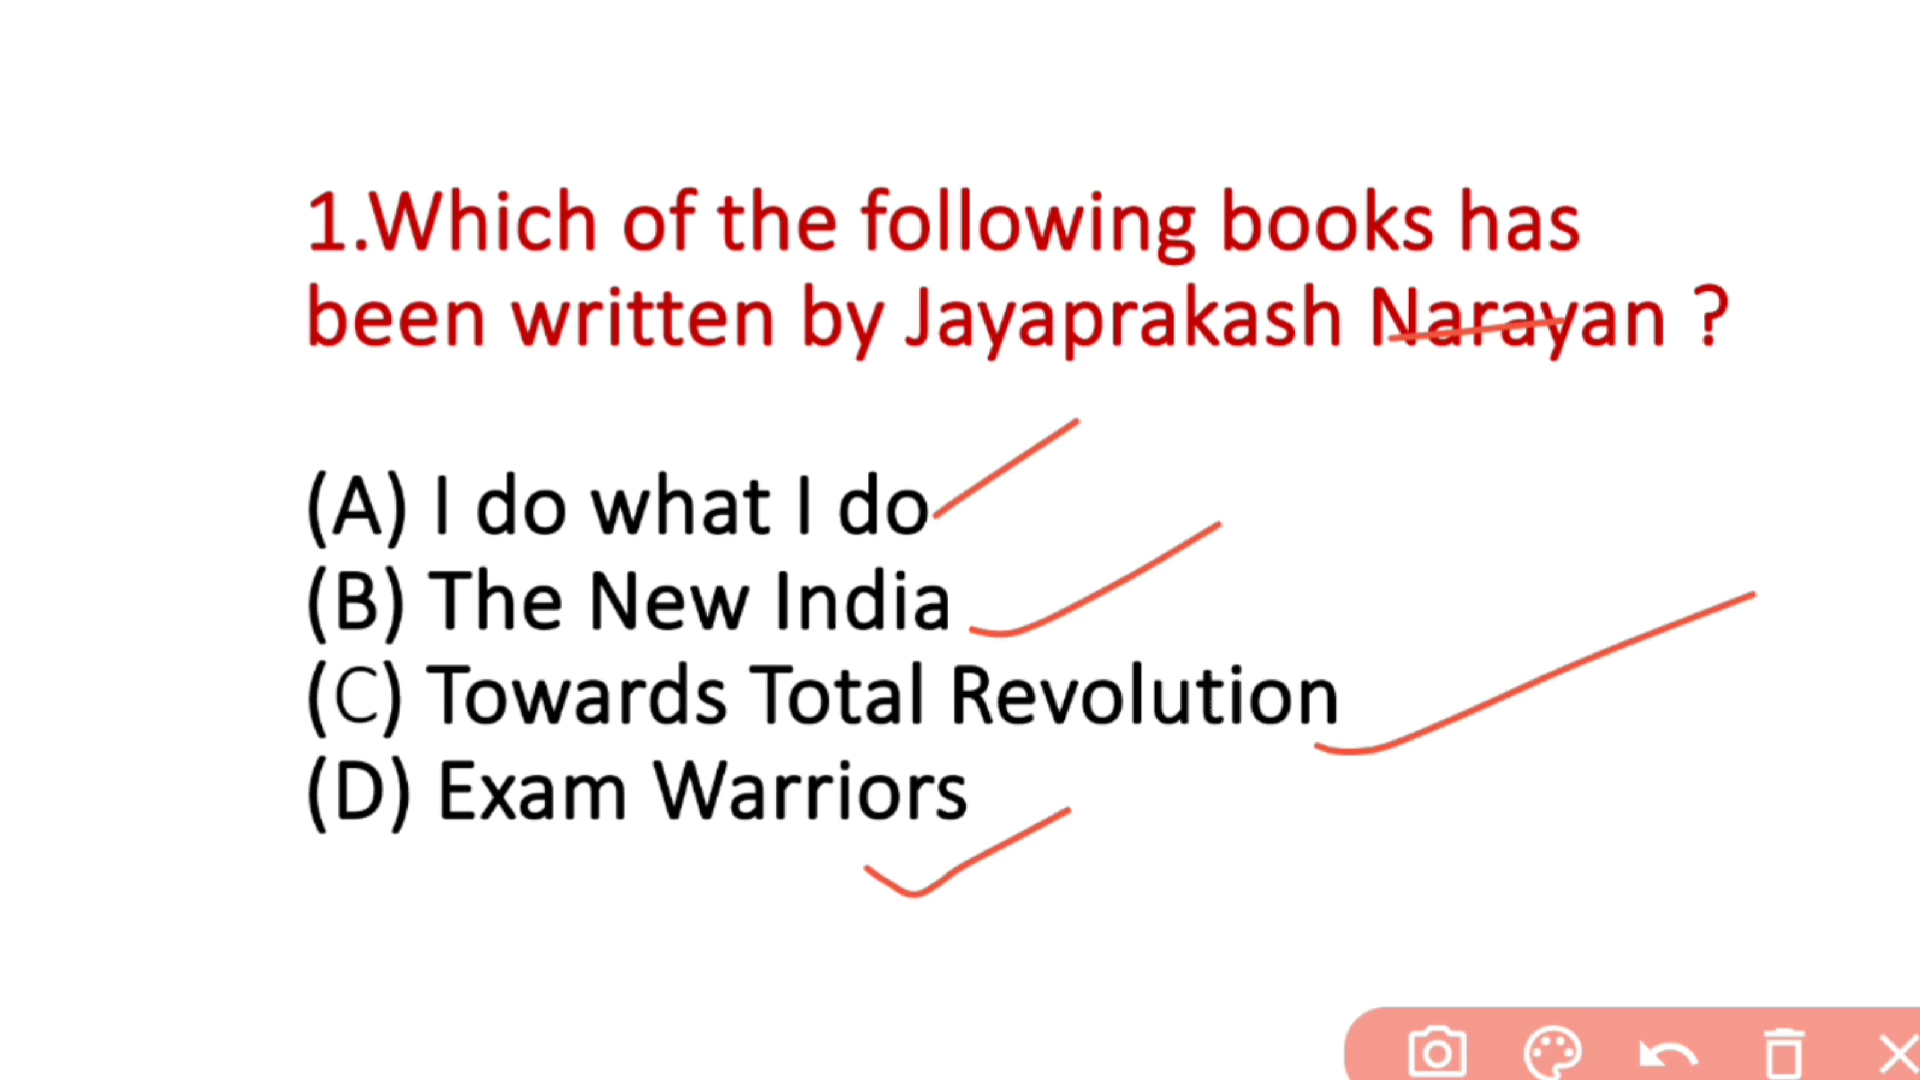 1.Which of the following books has
been written by Jayaprakash Narayan ?
(A) I do what I do
(B) The New India
(C) Towards Total Revolution
(D) Exam Warriors